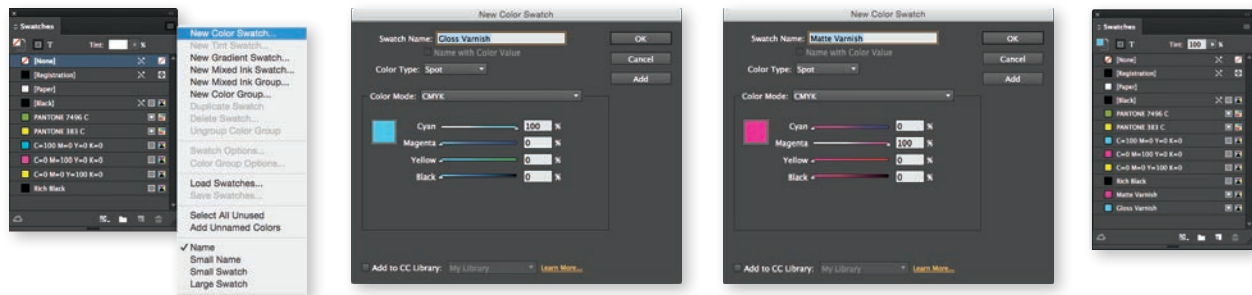 Swatches
T Tint: %
[None]
[Registration]
[Paper]
[Black]
PANTONE 7496 C
PANTONE 383 C
C=100 M=0 Y=0 K=0
C=0 M=100 Y=0 K=0
C=0 M=0 Y=100 K=0
Rich Black
New Color Swatch...
New Tint Swatch...
New Gradient Swatch...
New Mixed Ink Swatch...
New Mixed Ink Group...
New Color Group...
Duplicate Swatch
Delete Swatch...
Ungroup Color Group
Swatch Options...
Color Group Options...
Load Swatches...
Save Swatches...
Select All Unused
Add Unnamed Colors
✓ Name
Small Name
Small Swatch
Large Swatch
New Color Swatch
Swatch Name: Gloss Varnish
Name with Color Value
Color Type: Spot
Color Mode: CMYK
Cyan 100 %
Magenta 0 %
Yellow 0 %
Black 0 %
Add to CC Library: My Library Learn More...
OK
Cancel
Add
New Color Swatch
Swatch Name: Matte Varnish
Name with Color Value
Color Type: Spot
Color Mode: CMYK
Cyan 0 %
Magenta 100 %
Yellow 0 %
Black 0 %
Add to CC Library: My Library Learn More...
OK
Cancel
Add
Swatches
T Tint: 100 %
[None]
[Registration]
[Paper]
[Black]
PANTONE 7496 C
PANTONE 383 C
C=100 M=0 Y=0 K=0
C=0 M=100 Y=0 K=0
C=0 M=0 Y=100 K=0
Rich Black
Matte Varnish
Gloss Varnish